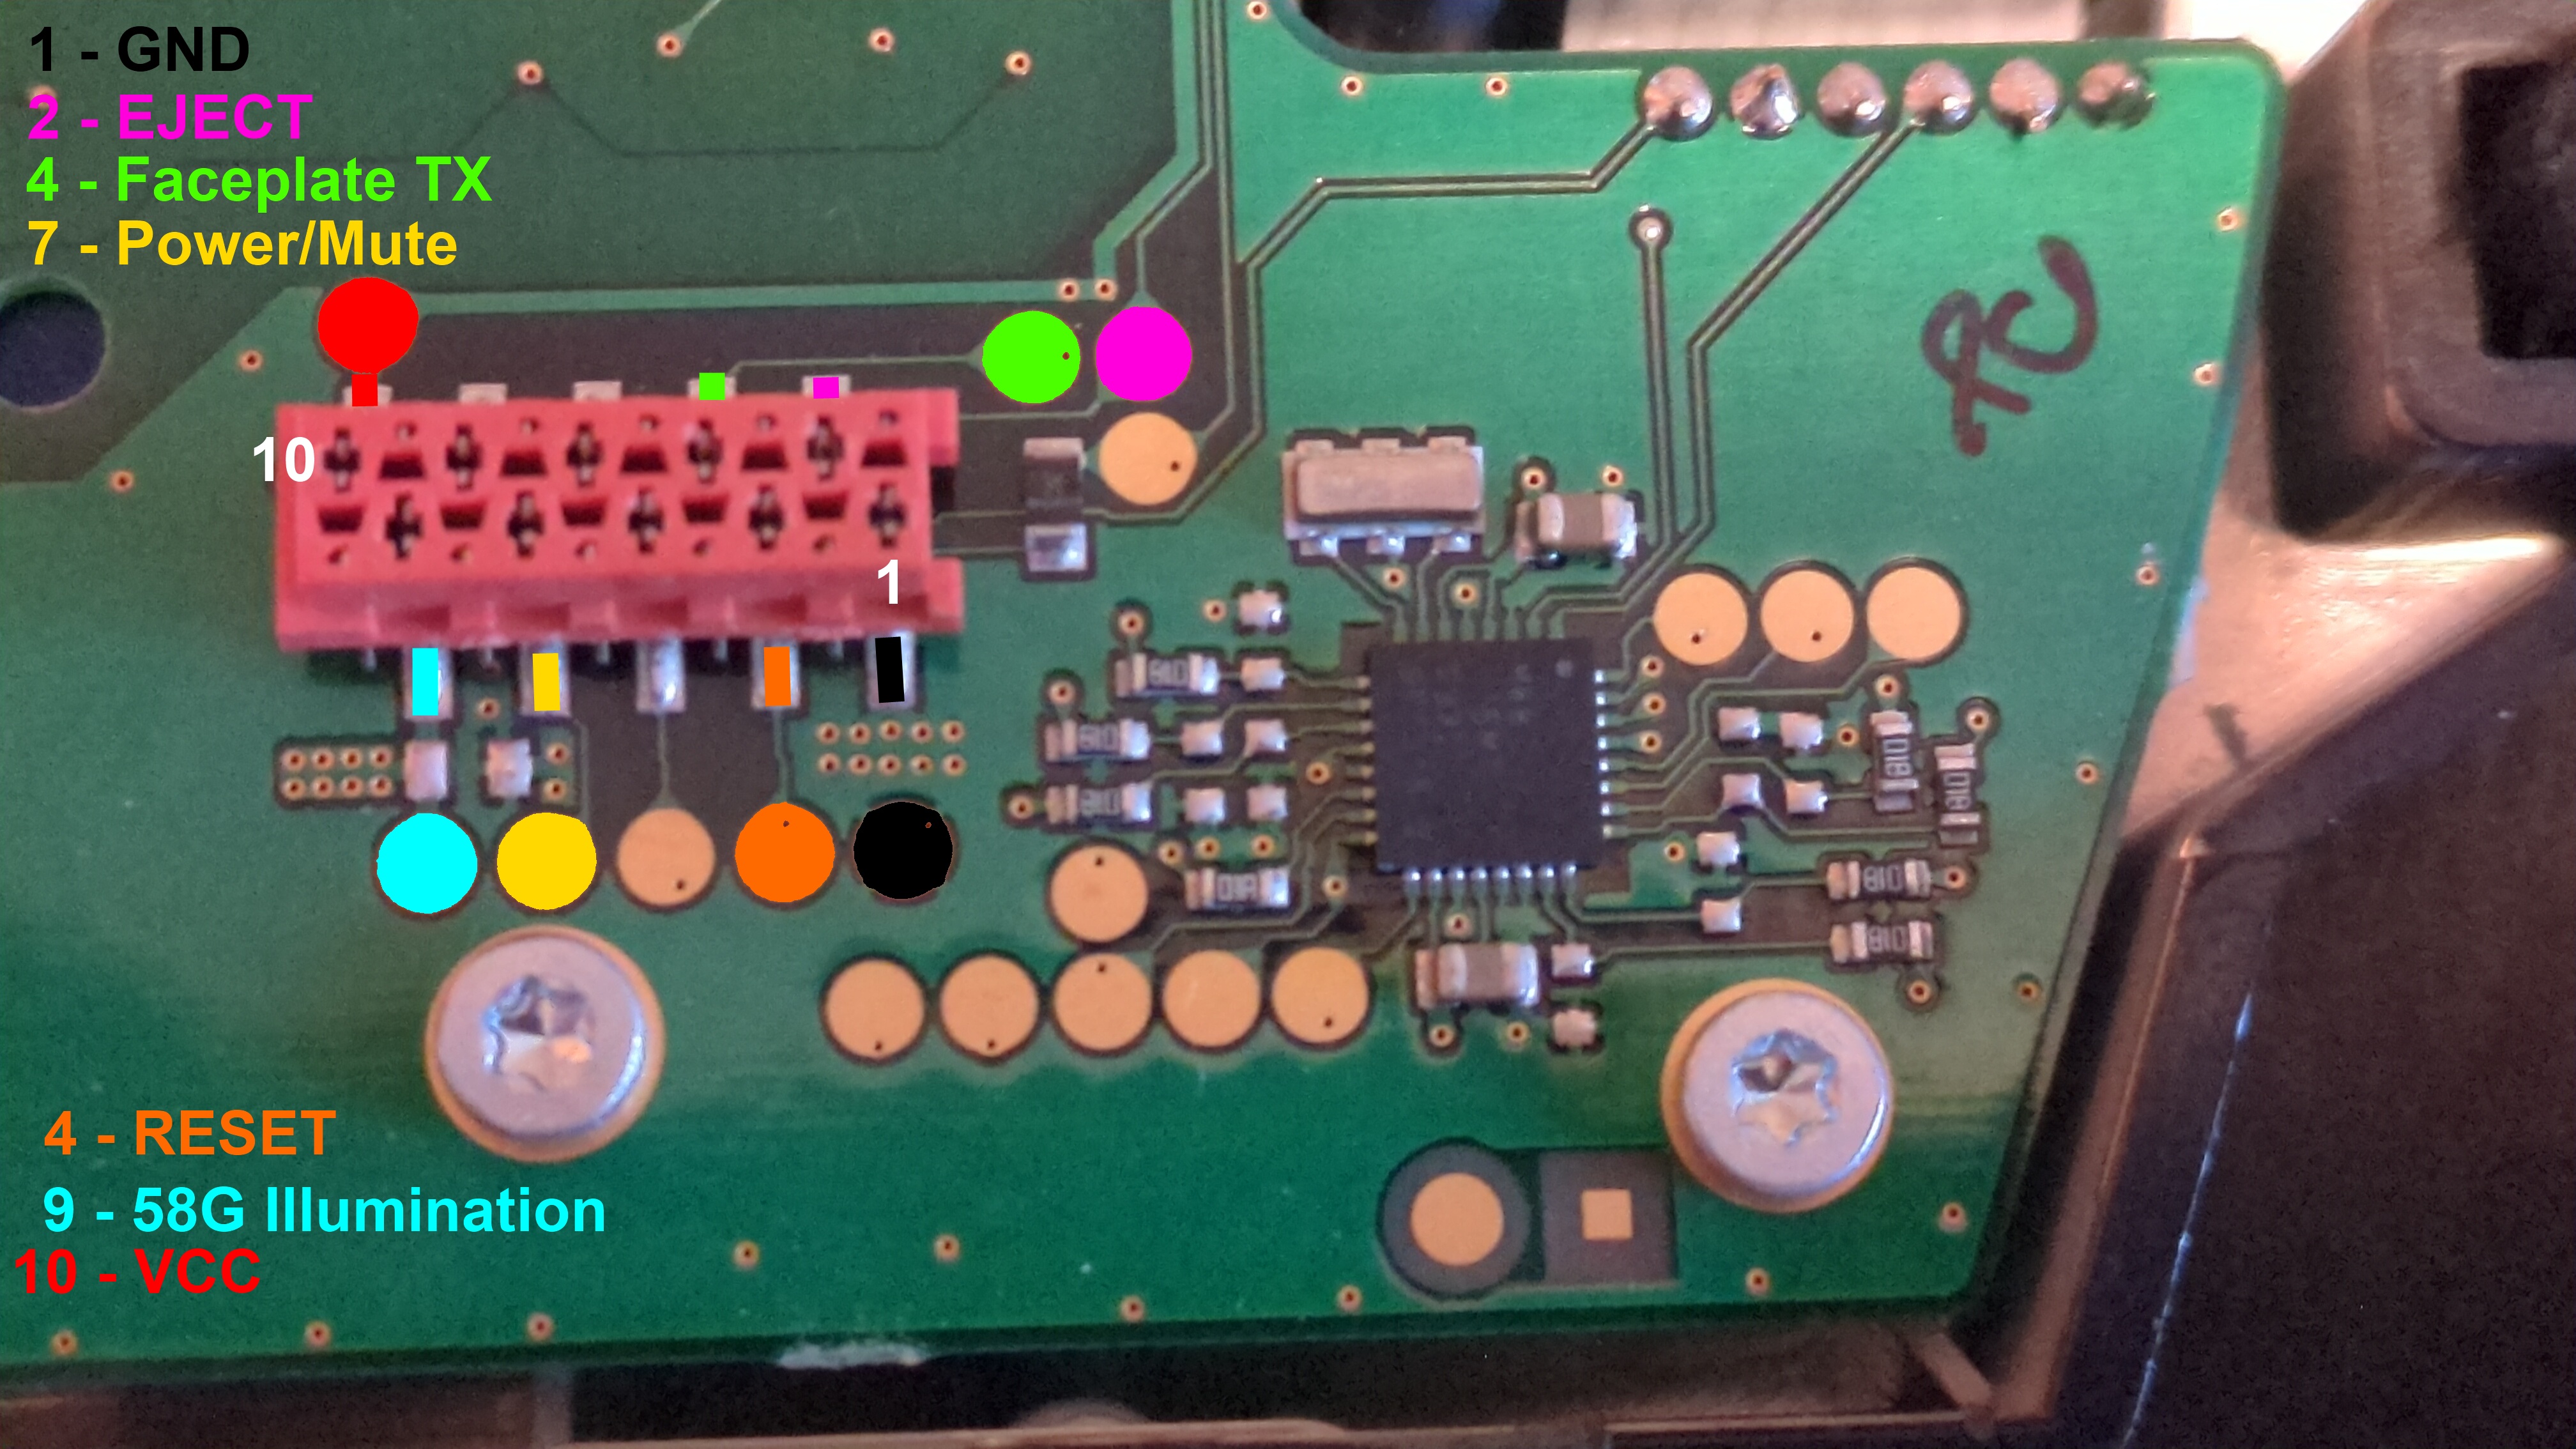 1 - GND
2 - EJECT
4 - Faceplate TX
7 - Power/Mute
10
1
4 - RESET
9 - 58G Illumination
10 - VCC